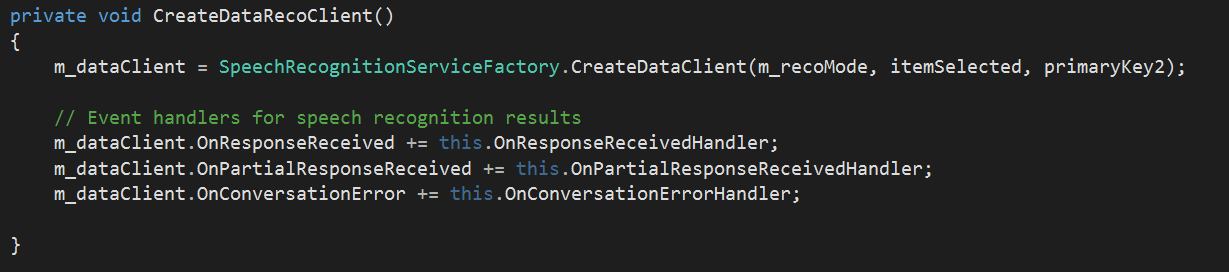 private void CreateDataRecoClient()
{
m_dataClient = SpeechRecognitionServiceFactory.CreateDataClient(m_recoMode, itemSelected, primaryKey2);
// Event handlers for speech recognition results
m_dataClient.OnResponseReceived += this.OnResponseReceivedHandler;
m_dataClient.OnPartialResponseReceived += this.OnPartialResponseReceivedHandler;
m_dataClient.OnConversationError += this.OnConversationErrorHandler;
}